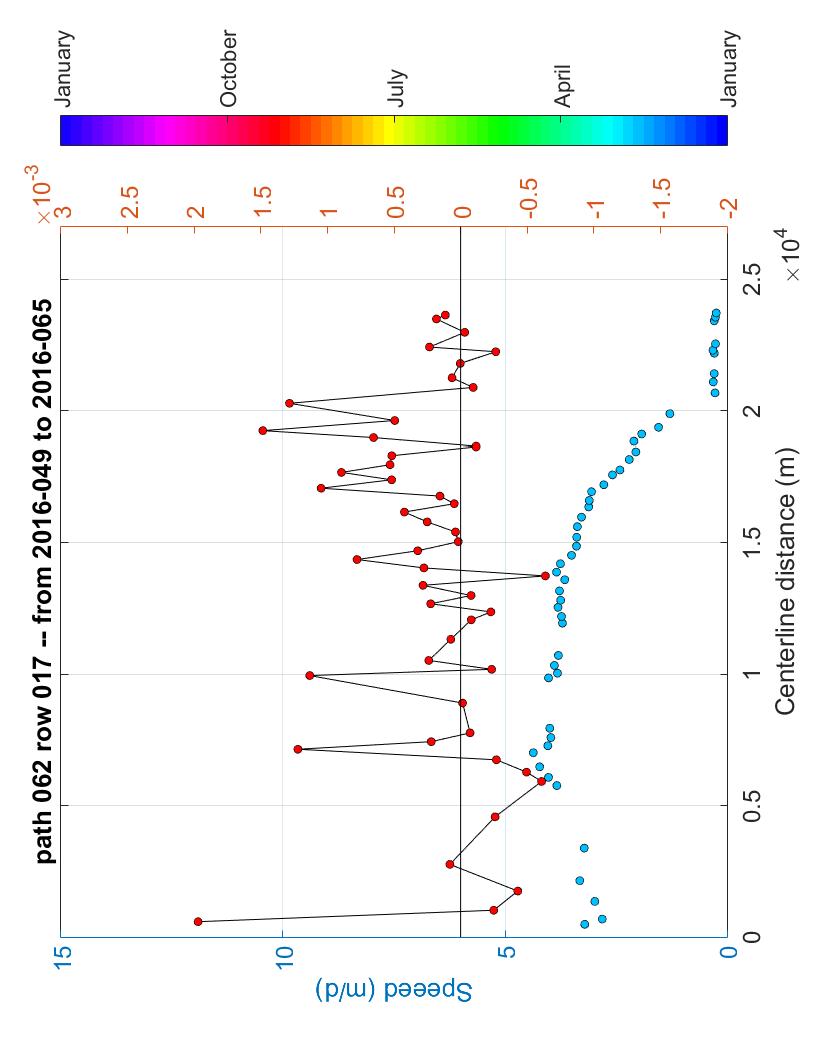 path 062 row 017 -- from 2016-049 to 2016-065
15
10
5
0
Speeed (m/d)
0
0.5
1
1.5
2
2.5
×10^4
Centerline distance (m)
×10^-3
3
2.5
2
1.5
1
0.5
0
-0.5
-1
-1.5
-2
January
October
July
April
January